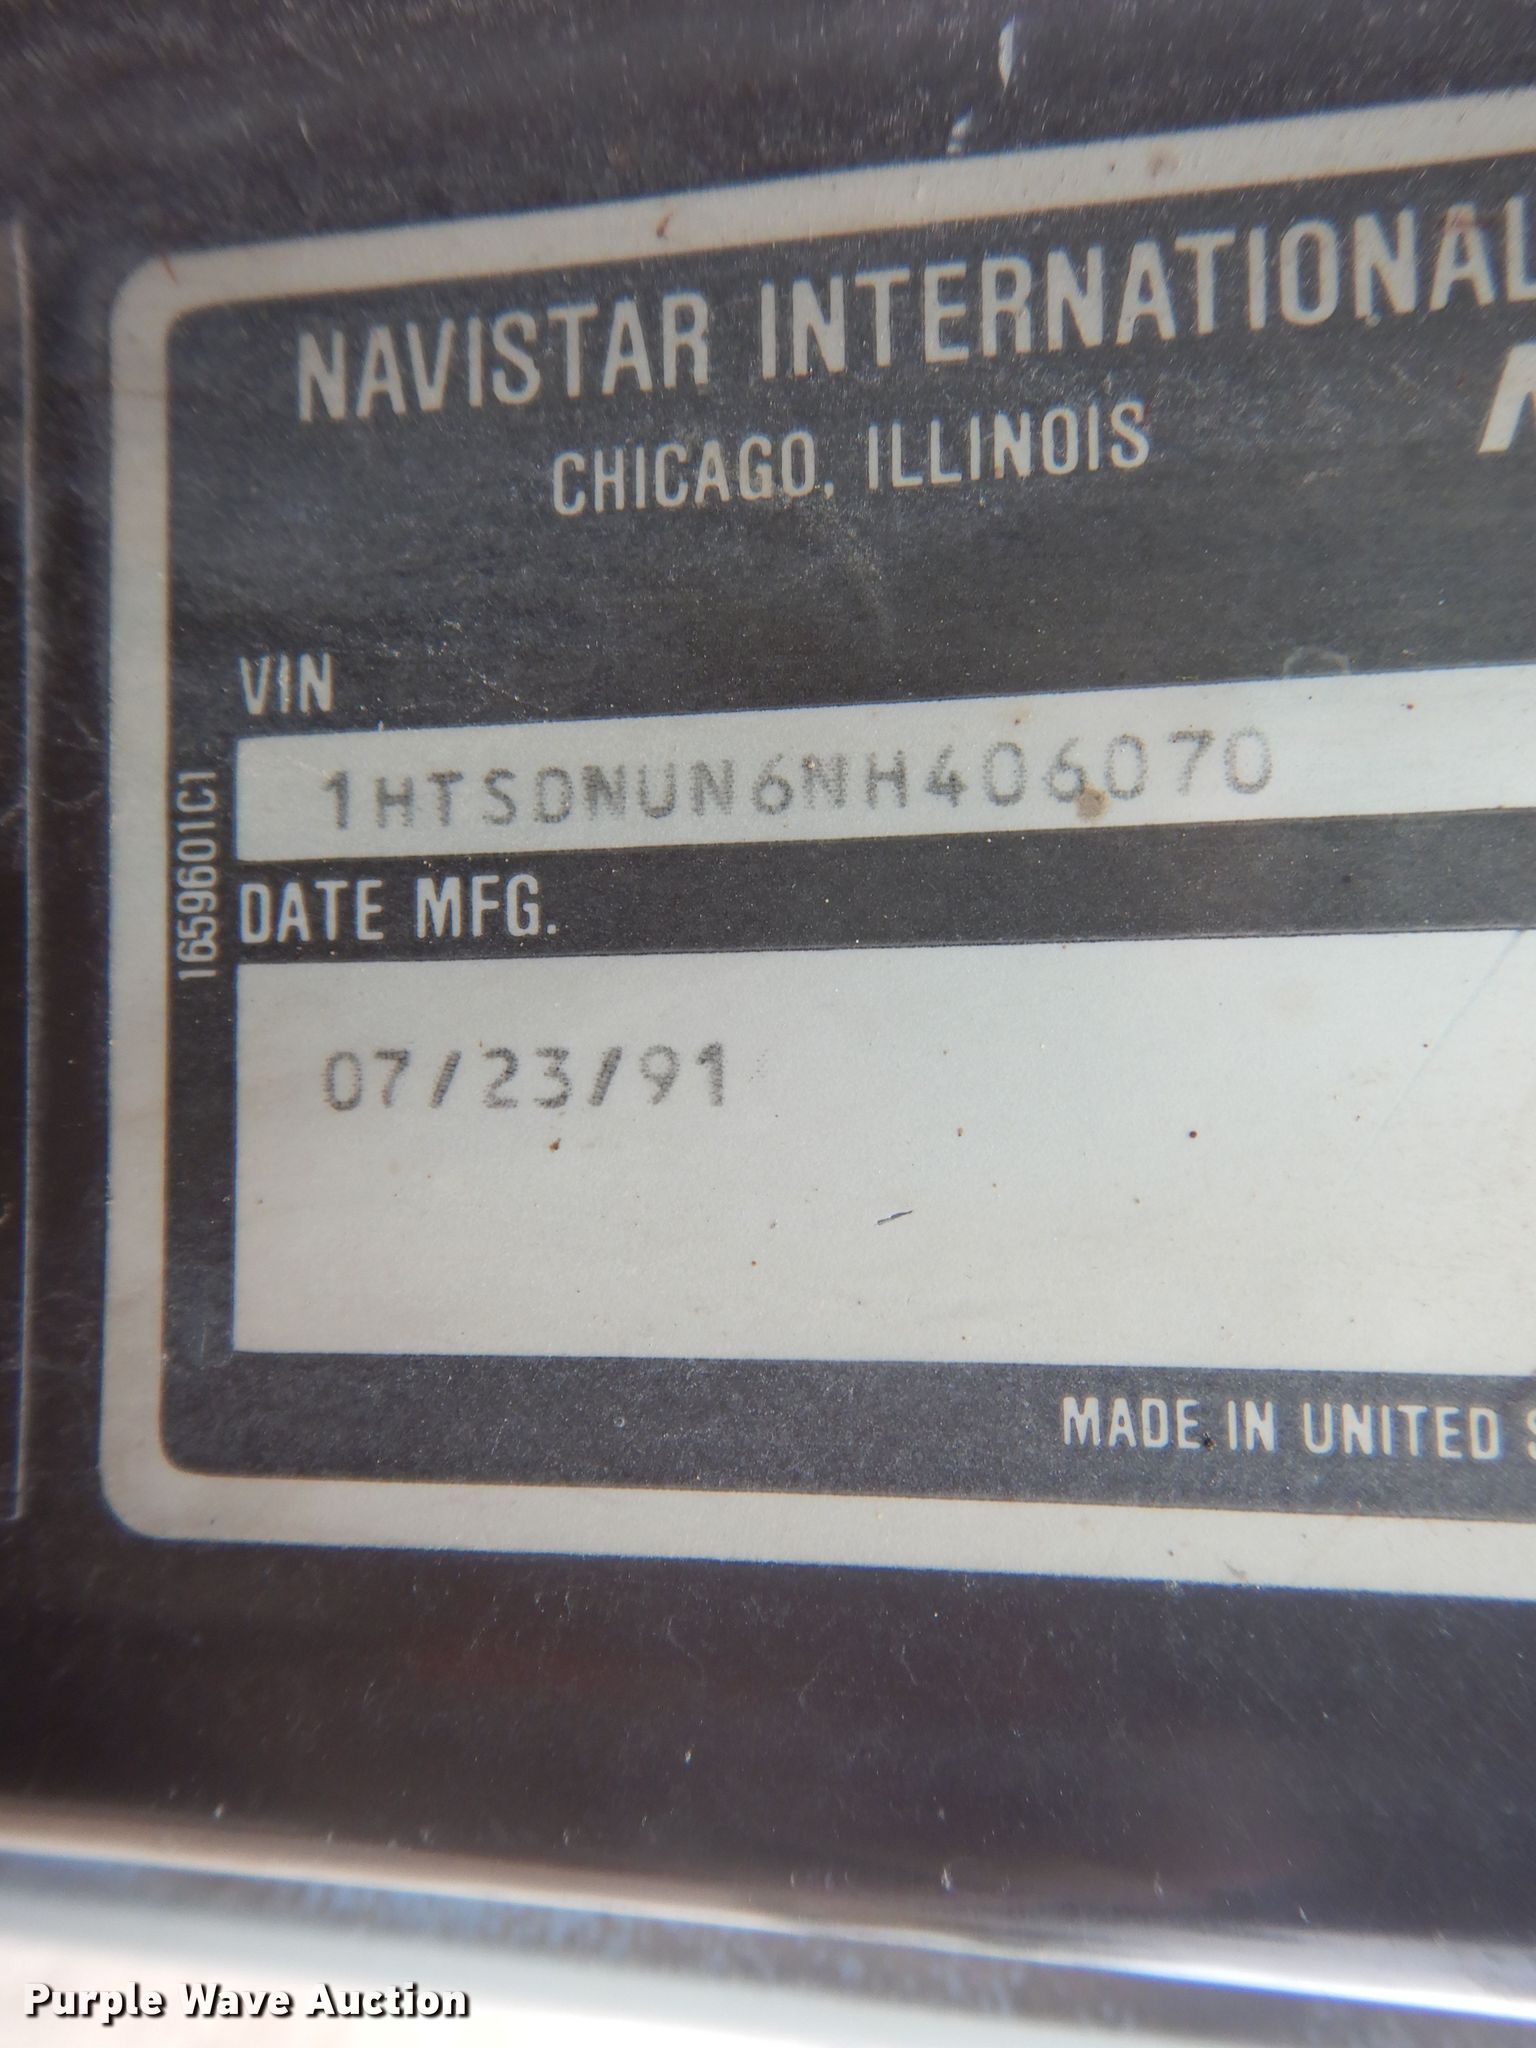 NAVISTAR INTERNATIONAL
CHICAGO, ILLINOIS
VIN
1HTSDNUN6NH406070
1659601C1
DATE MFG.
07/23/91
MADE IN UNITED
Purple Wave Auction